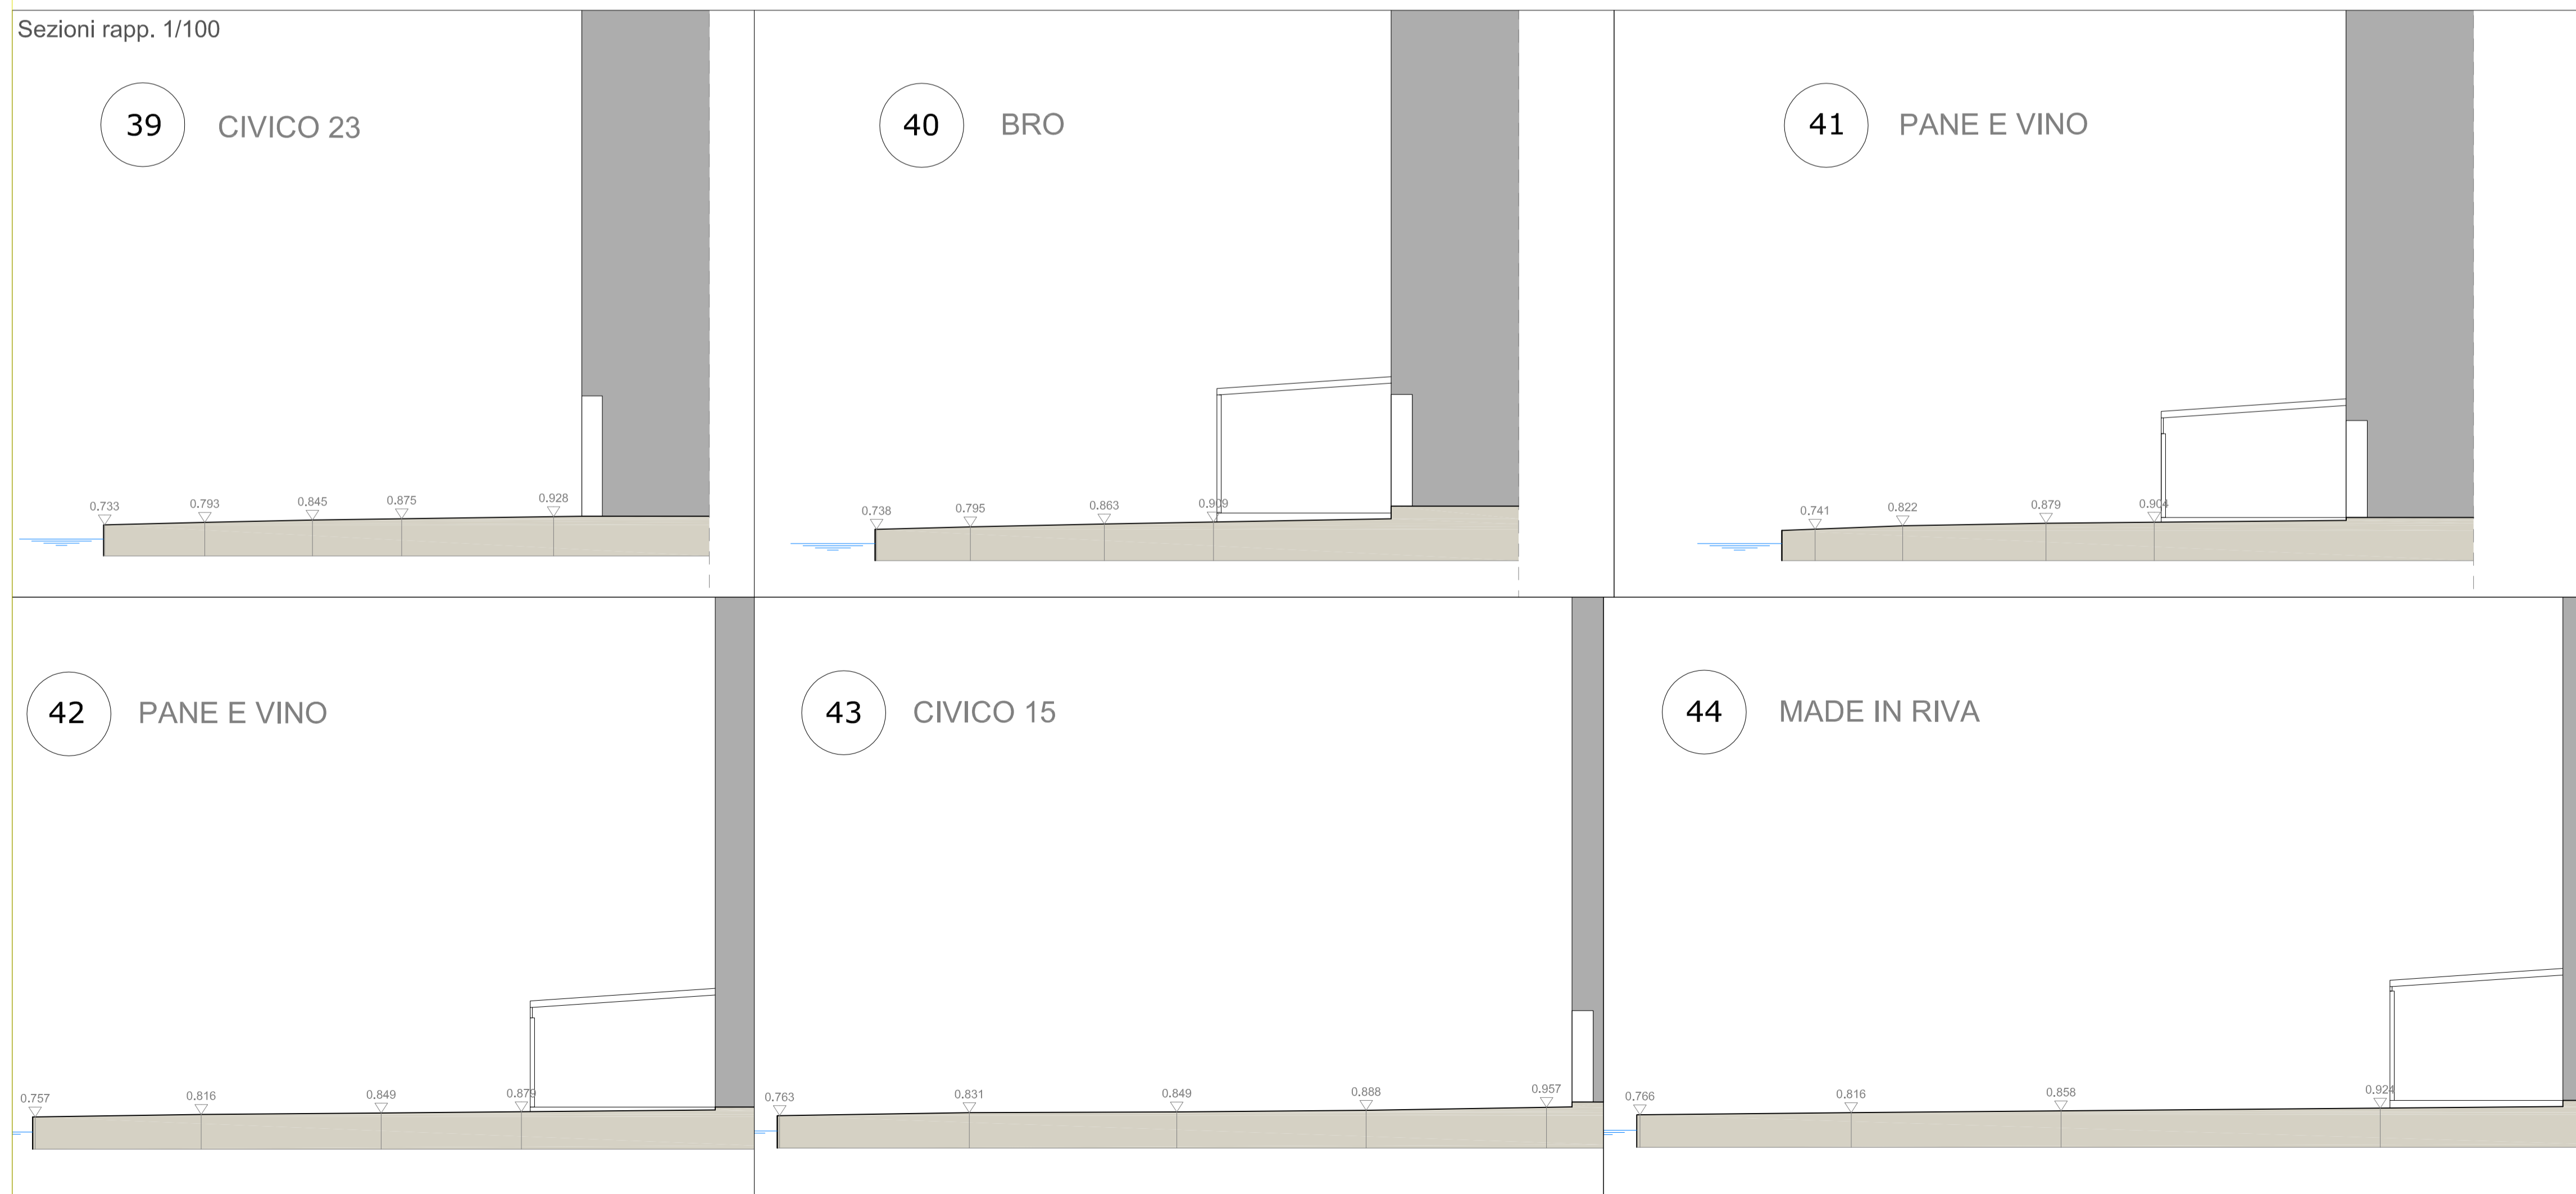 Sezioni rapp. 1/100
39 CIVICO 23
0.733 0.793 0.845 0.875 0.928
40 BRO
0.738 0.795 0.863 0.909
41 PANE E VINO
0.741 0.822 0.879 0.904
42 PANE E VINO
0.757 0.816 0.849 0.879
43 CIVICO 15
0.763 0.831 0.849 0.888 0.957
44 MADE IN RIVA
0.766 0.816 0.858 0.924